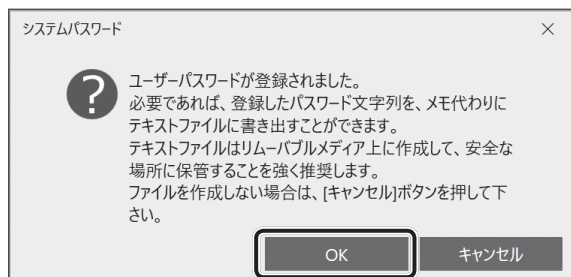 システムパスワード
ユーザーパスワードが登録されました。
必要であれば、登録したパスワード文字列を、メモ代わりに
テキストファイルに書き出すことができます。
テキストファイルはリムーバブルメディア上に作成して、安全な
場所に保管することを強く推奨します。
ファイルを作成しない場合は、[キャンセル]ボタンを押して下
さい。
OK
キャンセル